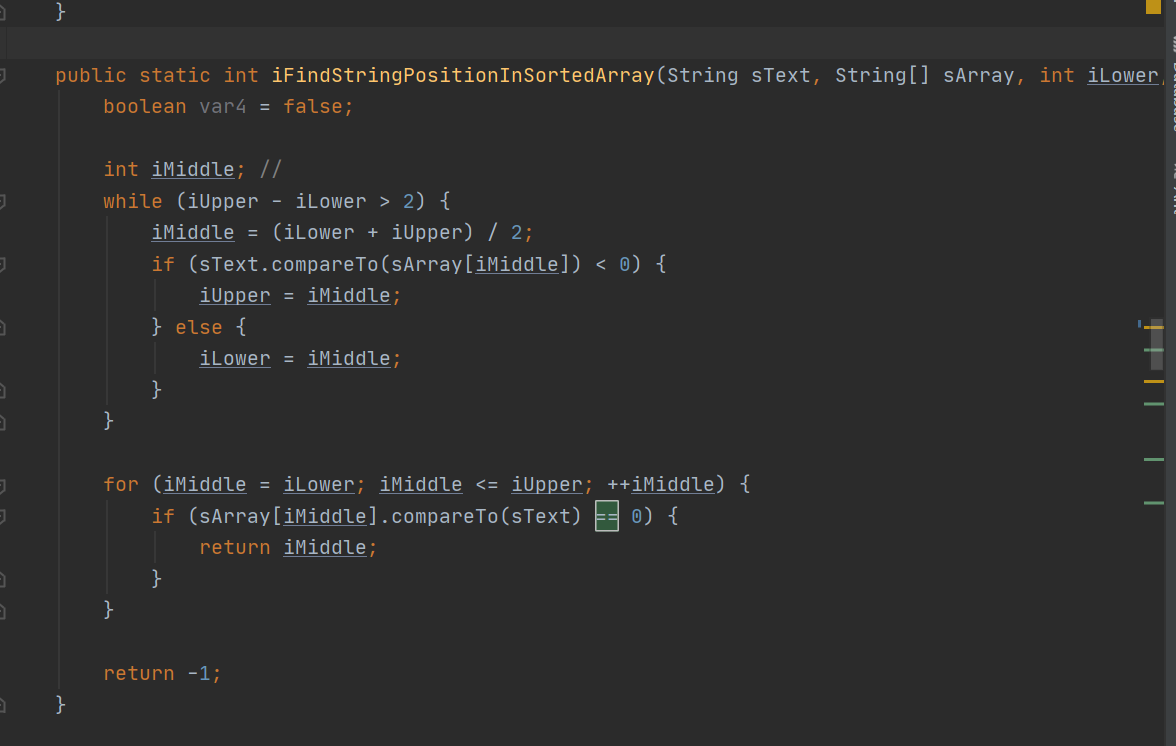 }
public static int iFindStringPositionInSortedArray(String sText, String[] sArray, int iLower,
boolean var4 = false;
int iMiddle; //
while (iUpper - iLower > 2) {
iMiddle = (iLower + iUpper) / 2;
if (sText.compareTo(sArray[iMiddle]) < 0) {
iUpper = iMiddle;
} else {
iLower = iMiddle;
}
}
for (iMiddle = iLower; iMiddle <= iUpper; ++iMiddle) {
if (sArray[iMiddle].compareTo(sText) == 0) {
return iMiddle;
}
}
return -1;
}